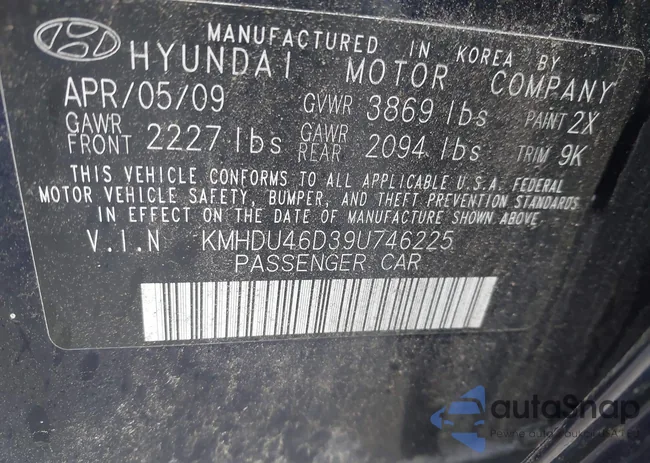 MANUFACTURED IN KOREA BY
HYUNDAI MOTOR COMPANY
APR/05/09 GVWR 3869 lbs PAINT 2X
GAWR FRONT 2227 lbs GAWR REAR 2094 lbs TRIM 9K
THIS VEHICLE CONFORMS TO ALL APPLICABLE U.S.A. FEDERAL
MOTOR VEHICLE SAFETY, BUMPER, AND THEFT PREVENTION STANDARDS
IN EFFECT ON THE DATE OF MANUFACTURE SHOWN ABOVE.
V.I.N KMHDU46D39U746225
PASSENGER CAR
autoSnap